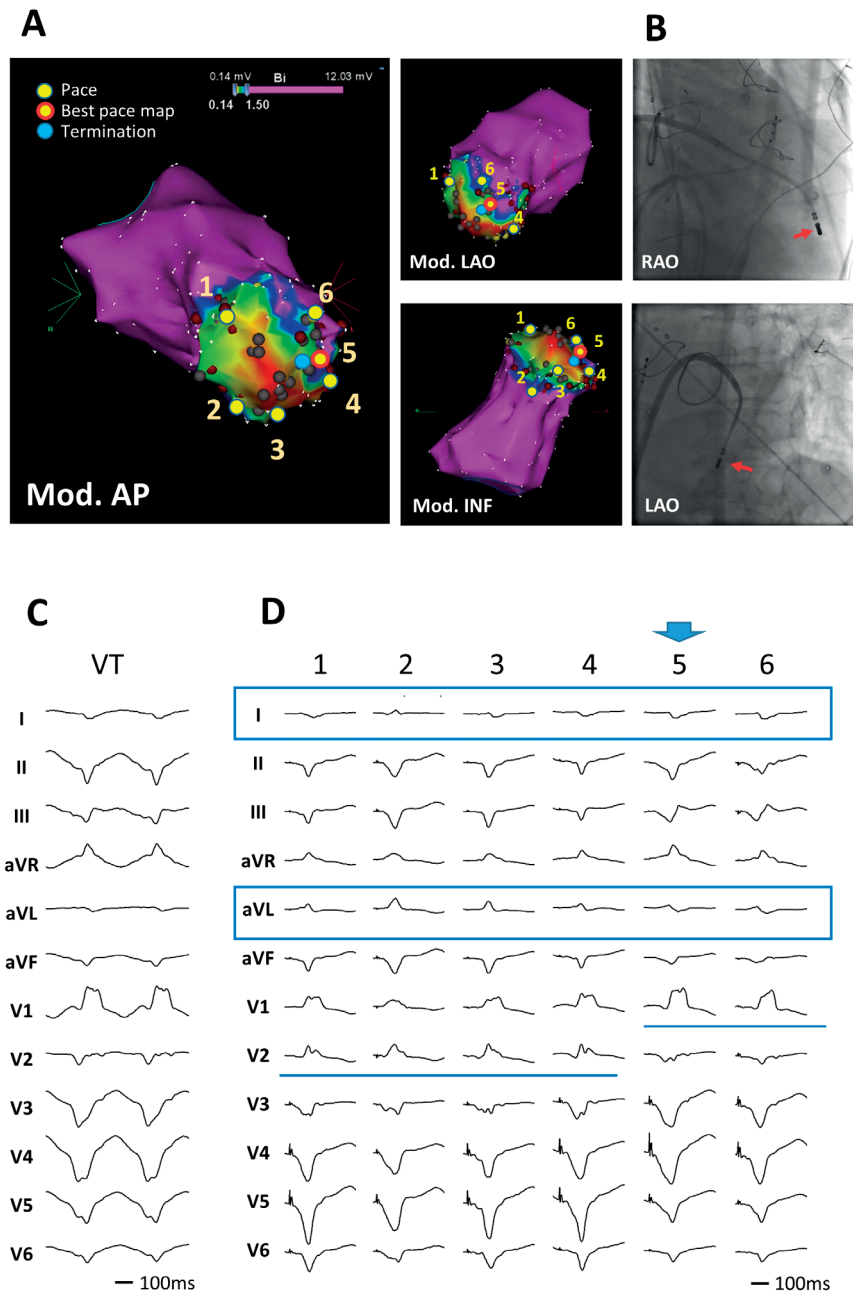 A
B
0.14 mV Bi 12.03 mV
0.14 1.50
Pace
Best pace map
Termination
1
6
5
4
2
3
R
L
Mod. AP
1
6
5
4
Mod. LAO
1
6
5
2
3
4
Mod. INF
RAO
LAO
C
D
VT
1 2 3 4 5 6
I
II
III
aVR
aVL
aVF
V1
V2
V3
V4
V5
V6
100ms
I
II
III
aVR
aVL
aVF
V1
V2
V3
V4
V5
V6
100ms